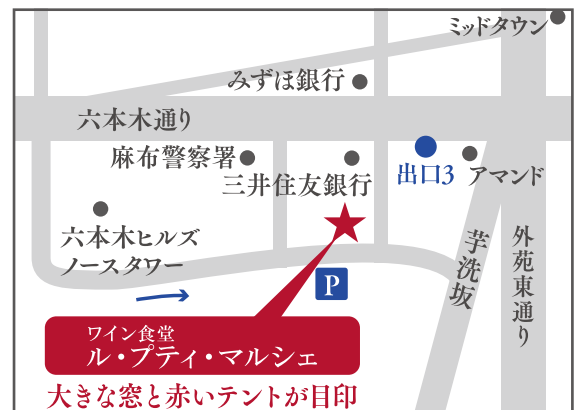 ミッドタウン
みずほ銀行
六本木通り
麻布警察署
三井住友銀行
出口3
アマンド
六本木ヒルズ
ノースタワー
芋洗坂
外苑東通り
P
ワイン食堂
ル・プティ・マルシェ
大きな窓と赤いテントが目印